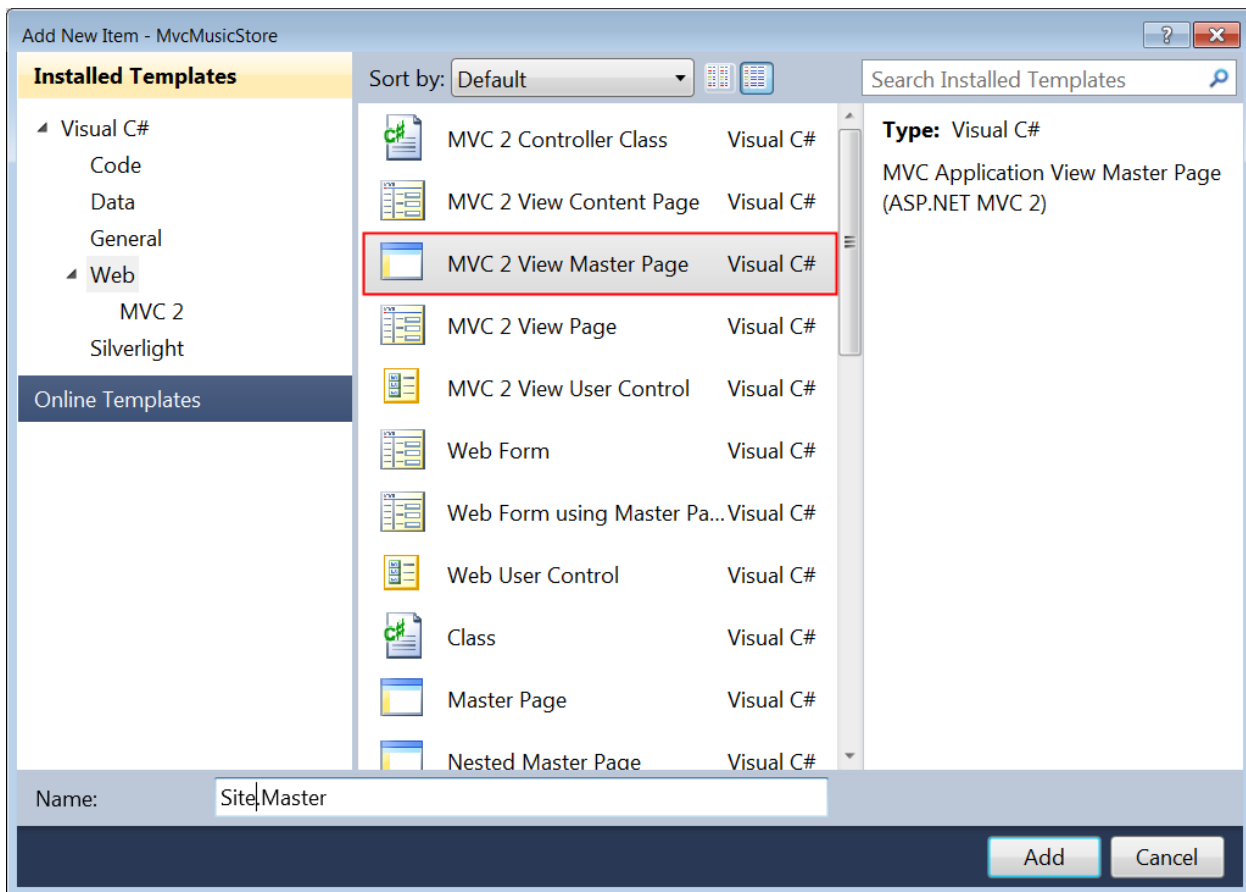 Add New Item - MvcMusicStore
Installed Templates
Visual C#
Code
Data
General
Web
MVC 2
Silverlight
Online Templates
Sort by: Default
MVC 2 Controller Class Visual C#
MVC 2 View Content Page Visual C#
MVC 2 View Master Page Visual C#
MVC 2 View Page Visual C#
MVC 2 View User Control Visual C#
Web Form Visual C#
Web Form using Master Pa... Visual C#
Web User Control Visual C#
Class Visual C#
Master Page Visual C#
Nested Master Page Visual C#
Search Installed Templates
Type: Visual C#
MVC Application View Master Page
(ASP.NET MVC 2)
Name: Site.Master
Add Cancel